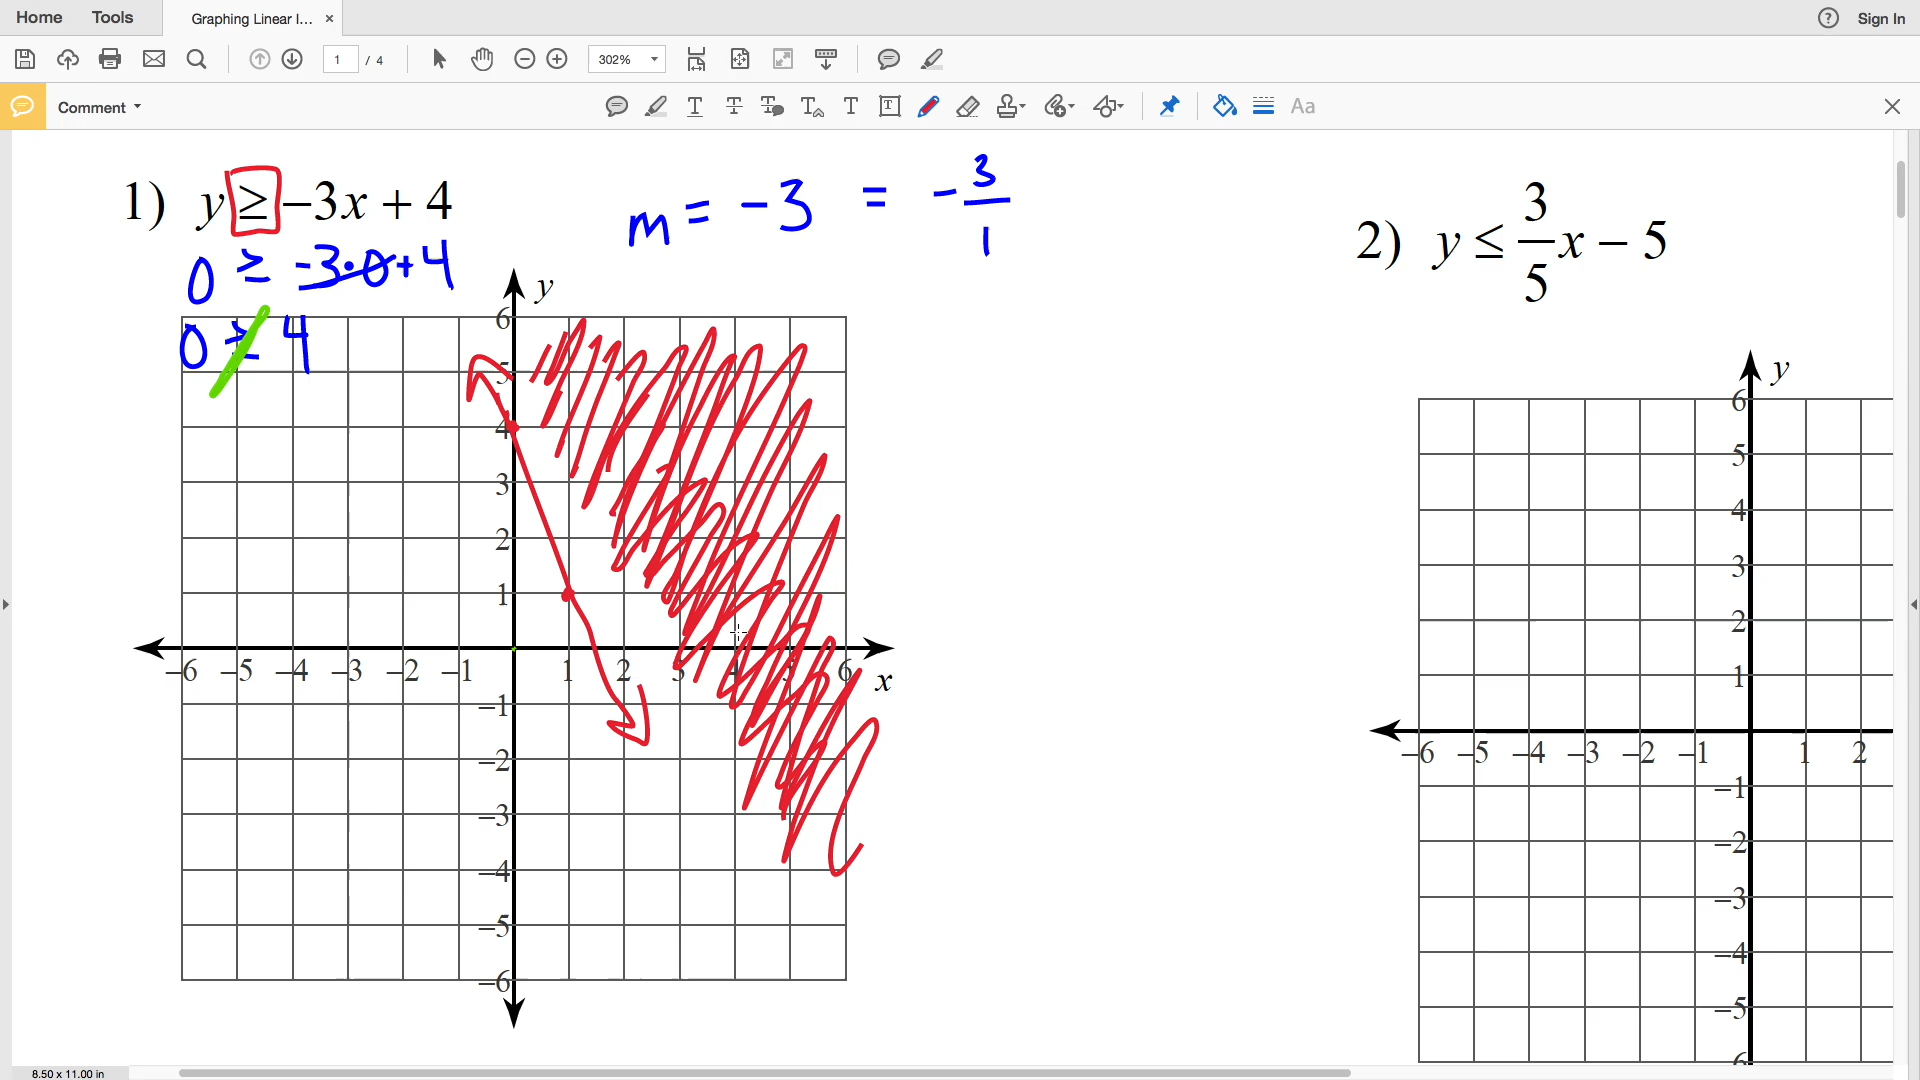 Home Tools Graphing Linear I... × ? Sign In
1 / 4 302%
Comment T T T T T T Aa
1) y ≥ −3x + 4
m = -3 = -3/1
2) y ≤ 3/5 x − 5
0 ≥ -3·0+4
0 ≥ 4
y
6
5
4
3
2
1
−6 −5 −4 −3 −2 −1 1 2 3 4 5 6 x
−1
−2
−3
−4
−5
−6
y
6
5
4
3
2
1
−6 −5 −4 −3 −2 −1 1 2
−1
−2
−3
−4
−5
6
8.50 x 11.00 in